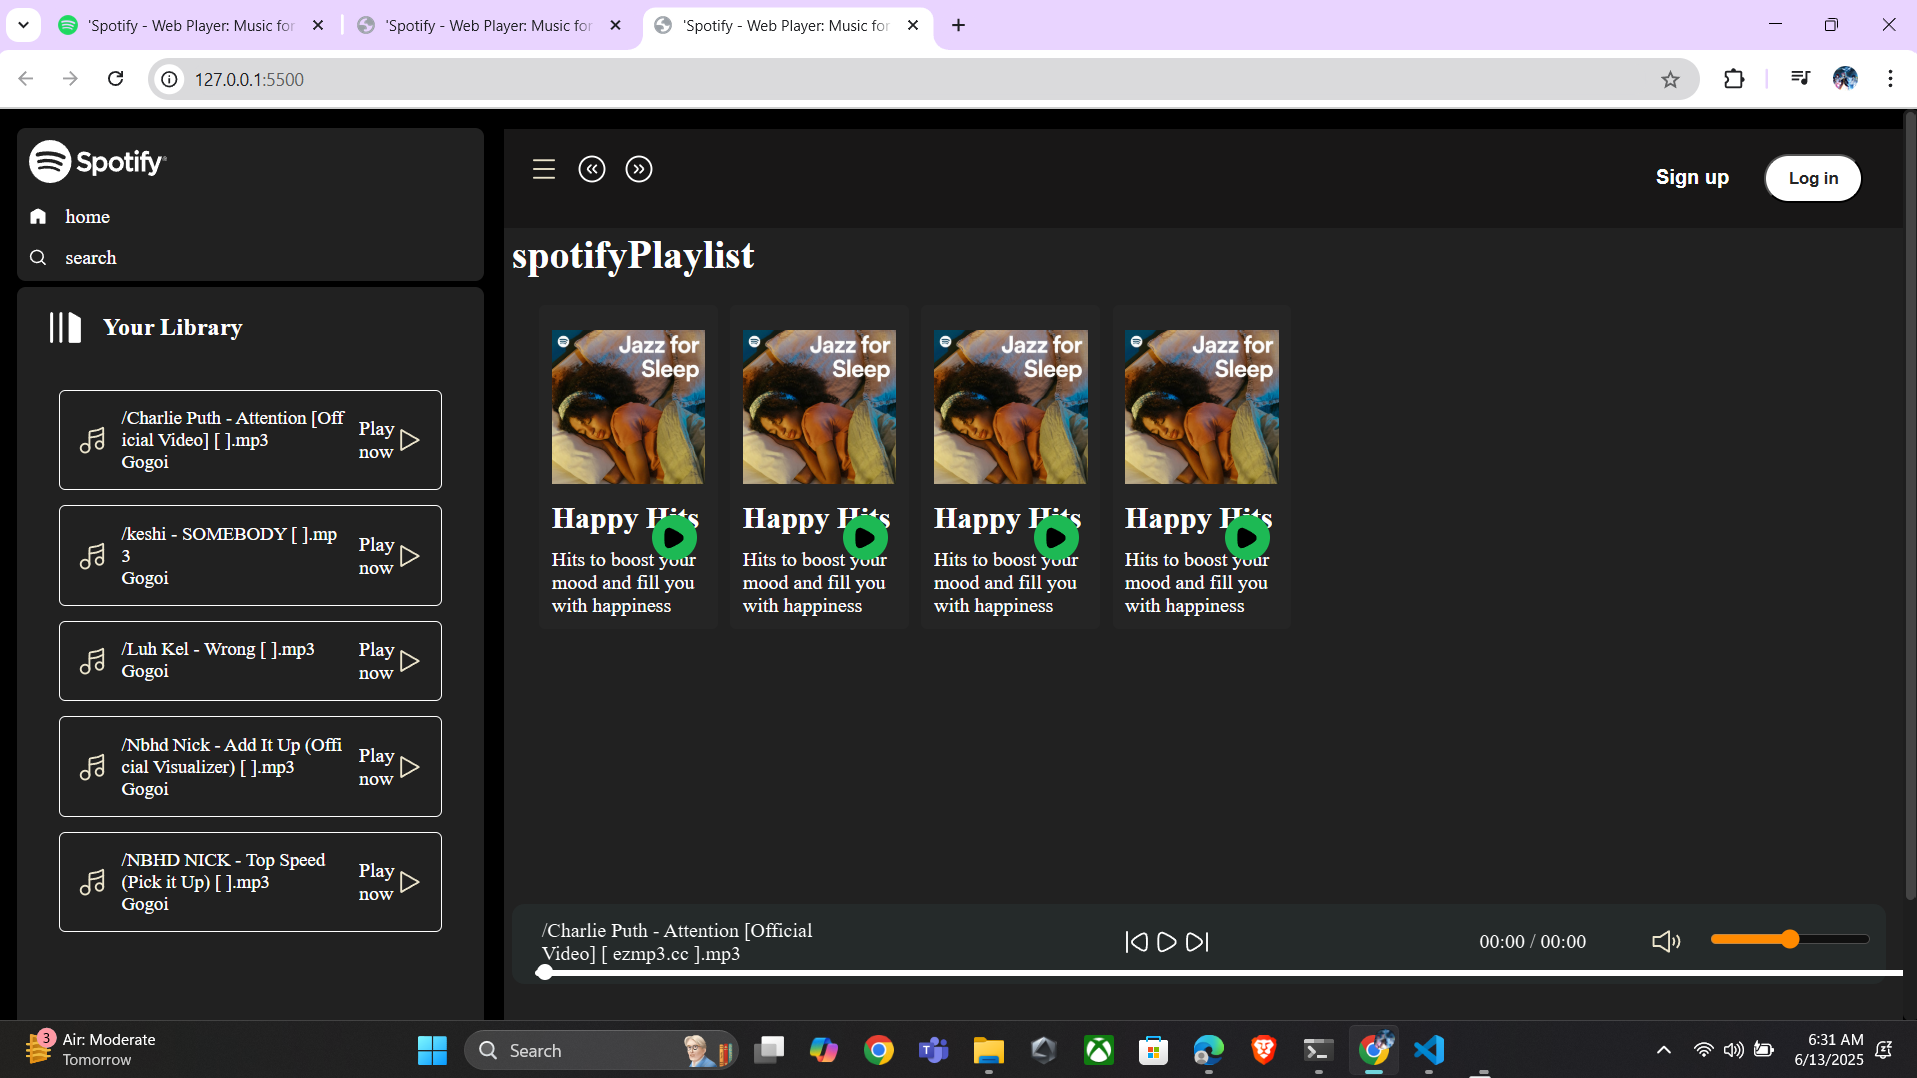 'Spotify - Web Player: Music for
'Spotify - Web Player: Music for
'Spotify - Web Player: Music for
127.0.0.1:5500
Spotify
home
search
Your Library
/Charlie Puth - Attention [Off
icial Video] [ ].mp3
Gogoi
Play
now
/keshi - SOMEBODY [ ].mp
3
Gogoi
Play
now
/Luh Kel - Wrong [ ].mp3
Gogoi
Play
now
/Nbhd Nick - Add It Up (Offi
cial Visualizer) [ ].mp3
Gogoi
Play
now
/NBHD NICK - Top Speed
(Pick it Up) [ ].mp3
Gogoi
Play
now
Sign up
Log in
spotifyPlaylist
Jazz for
Sleep
Happy Hits
Hits to boost your
mood and fill you
with happiness
Jazz for
Sleep
Happy Hits
Hits to boost your
mood and fill you
with happiness
Jazz for
Sleep
Happy Hits
Hits to boost your
mood and fill you
with happiness
Jazz for
Sleep
Happy Hits
Hits to boost your
mood and fill you
with happiness
/Charlie Puth - Attention [Official
Video] [ ezmp3.cc ].mp3
00:00 / 00:00
3
Air: Moderate
Tomorrow
Search
6:31 AM
6/13/2025